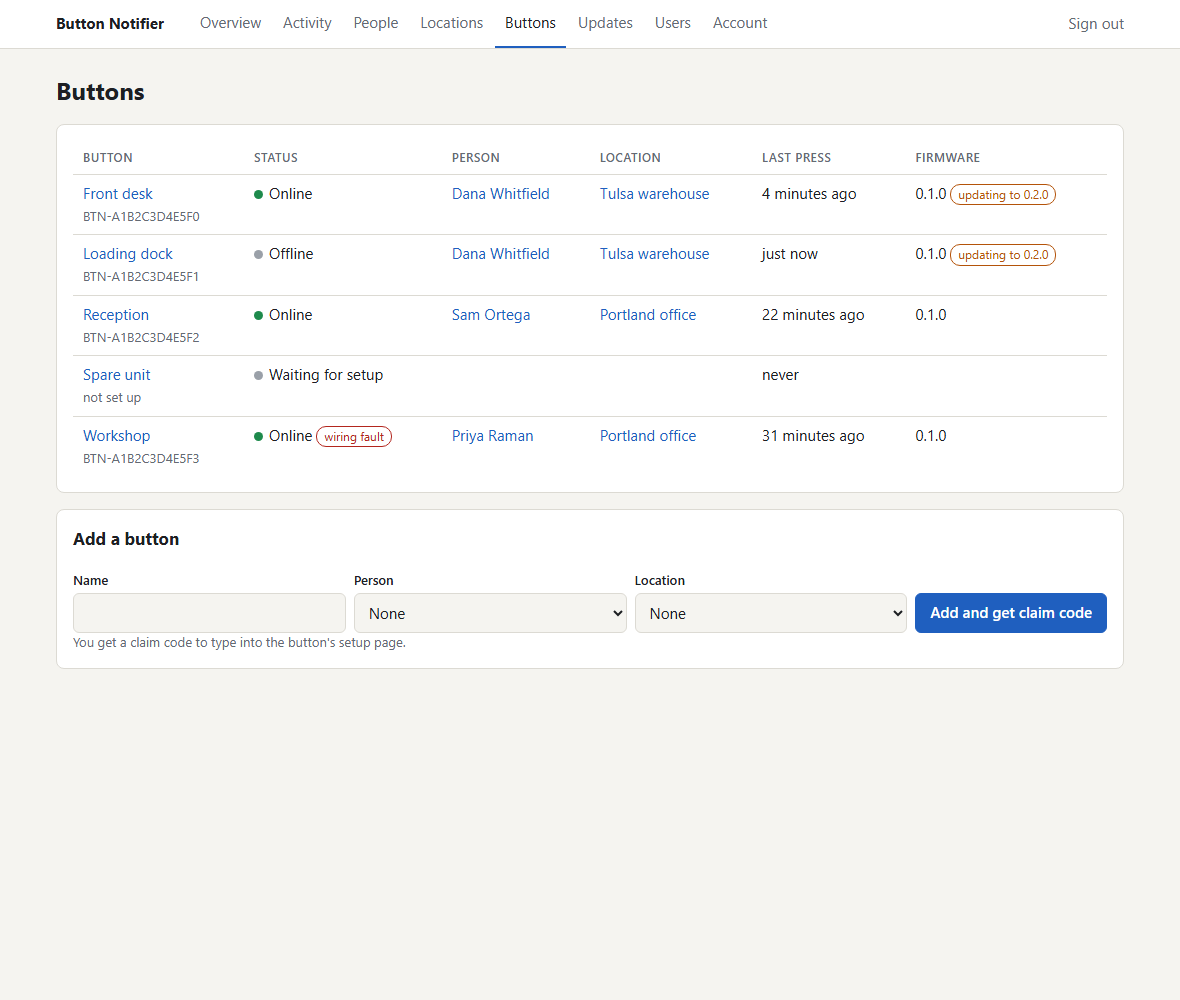 Button Notifier Overview Activity People Locations Buttons Updates Users Account Sign out
Buttons
BUTTON STATUS PERSON LOCATION LAST PRESS FIRMWARE
Front desk Online Dana Whitfield Tulsa warehouse 4 minutes ago 0.1.0 updating to 0.2.0
BTN-A1B2C3D4E5F0
Loading dock Offline Dana Whitfield Tulsa warehouse just now 0.1.0 updating to 0.2.0
BTN-A1B2C3D4E5F1
Reception Online Sam Ortega Portland office 22 minutes ago 0.1.0
BTN-A1B2C3D4E5F2
Spare unit Waiting for setup never
not set up
Workshop Online wiring fault Priya Raman Portland office 31 minutes ago 0.1.0
BTN-A1B2C3D4E5F3
Add a button
Name Person Location
None None Add and get claim code
You get a claim code to type into the button's setup page.